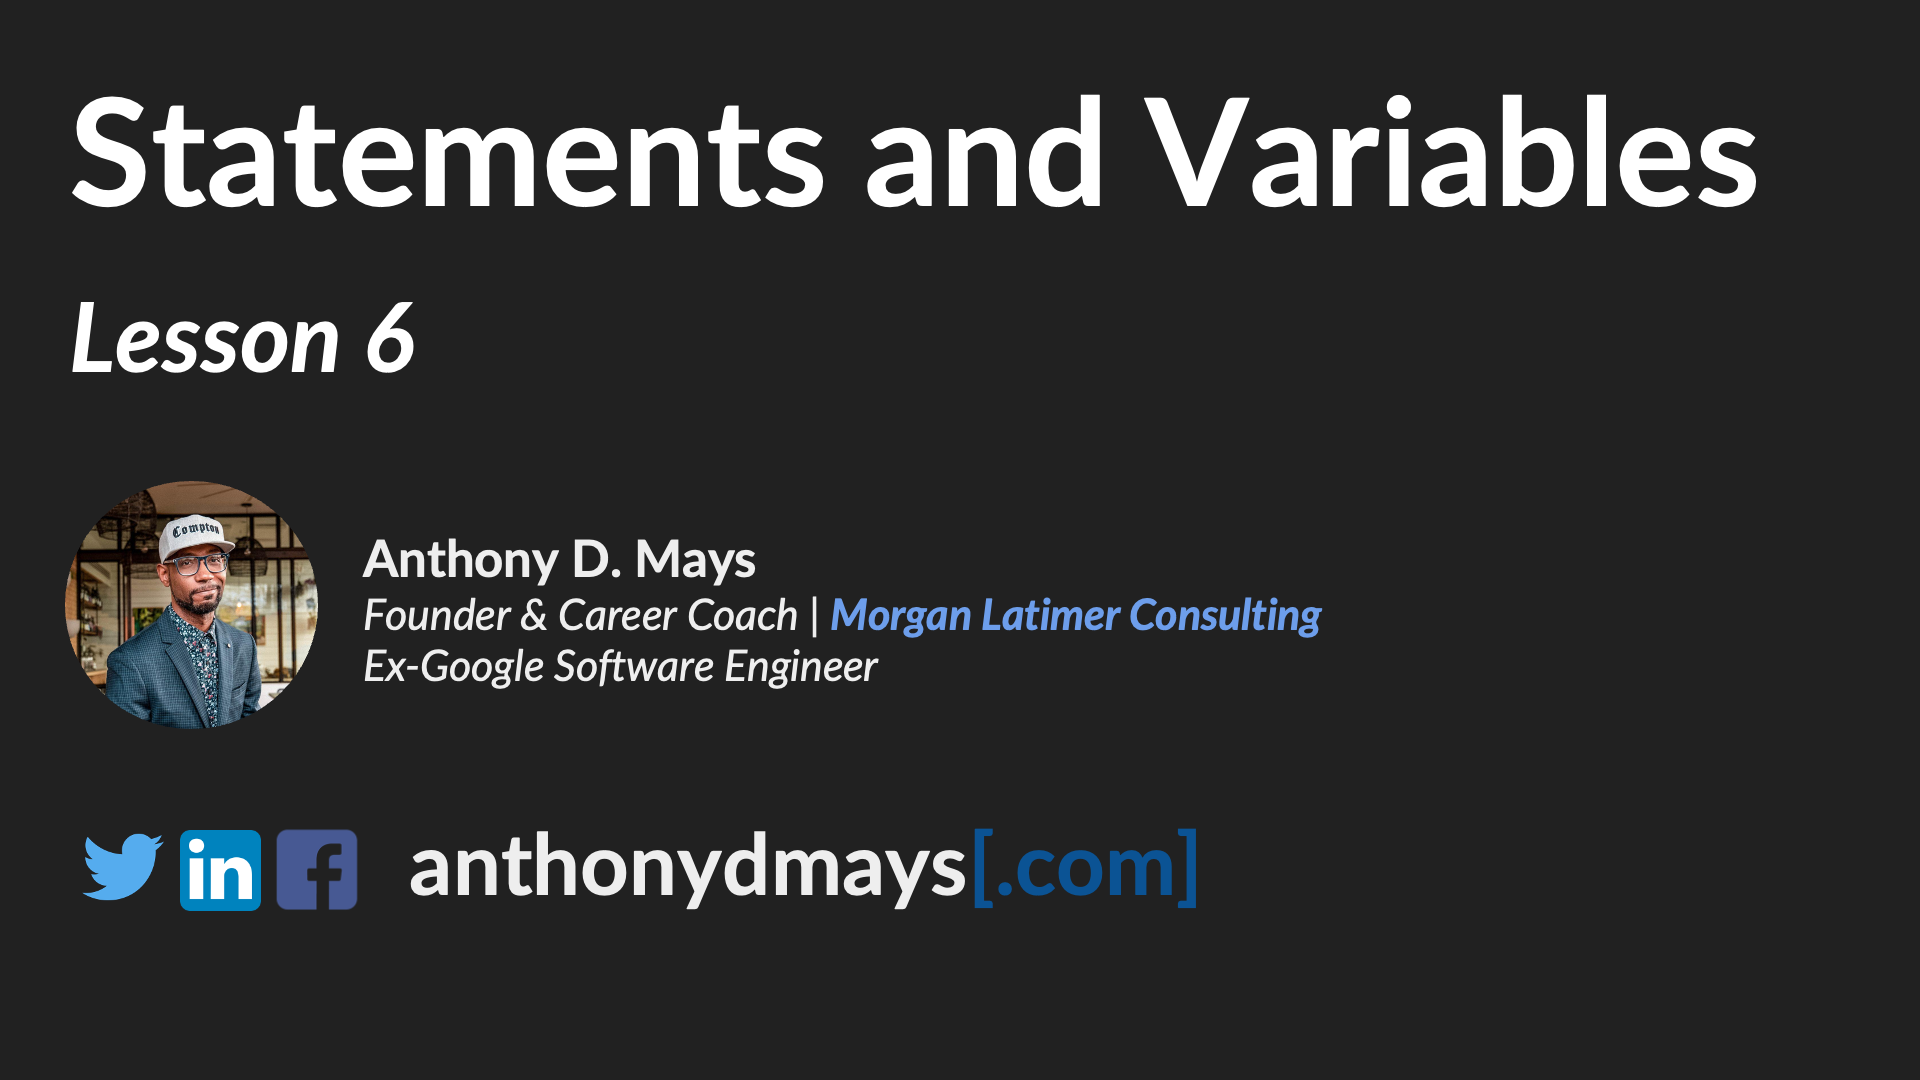 Statements and Variables
Lesson 6
Compton
Anthony D. Mays
Founder & Career Coach | Morgan Latimer Consulting
Ex-Google Software Engineer
in f anthonydmays[.com]